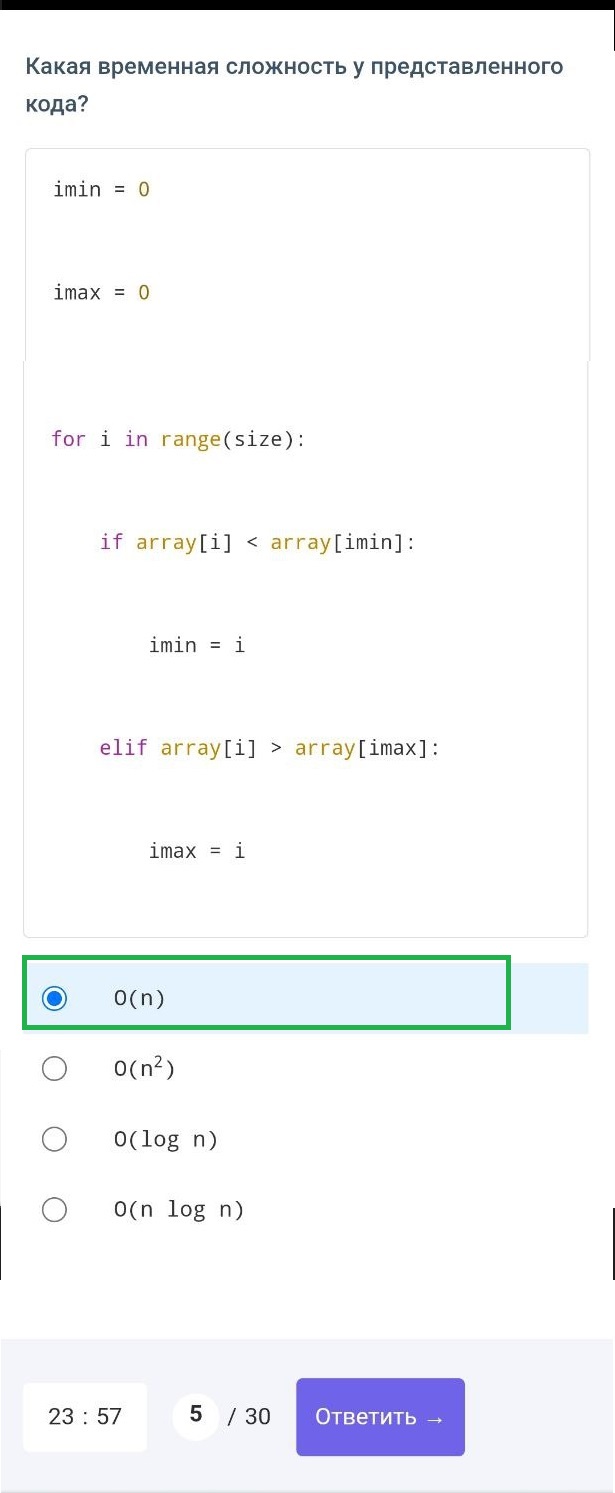 Какая временная сложность у представленного
кода?
imin = 0
imax = 0
for i in range(size):
if array[i] < array[imin]:
imin = i
elif array[i] > array[imax]:
imax = i
O(n)
O(n²)
O(log n)
O(n log n)
23 : 57 5 / 30 Ответить →